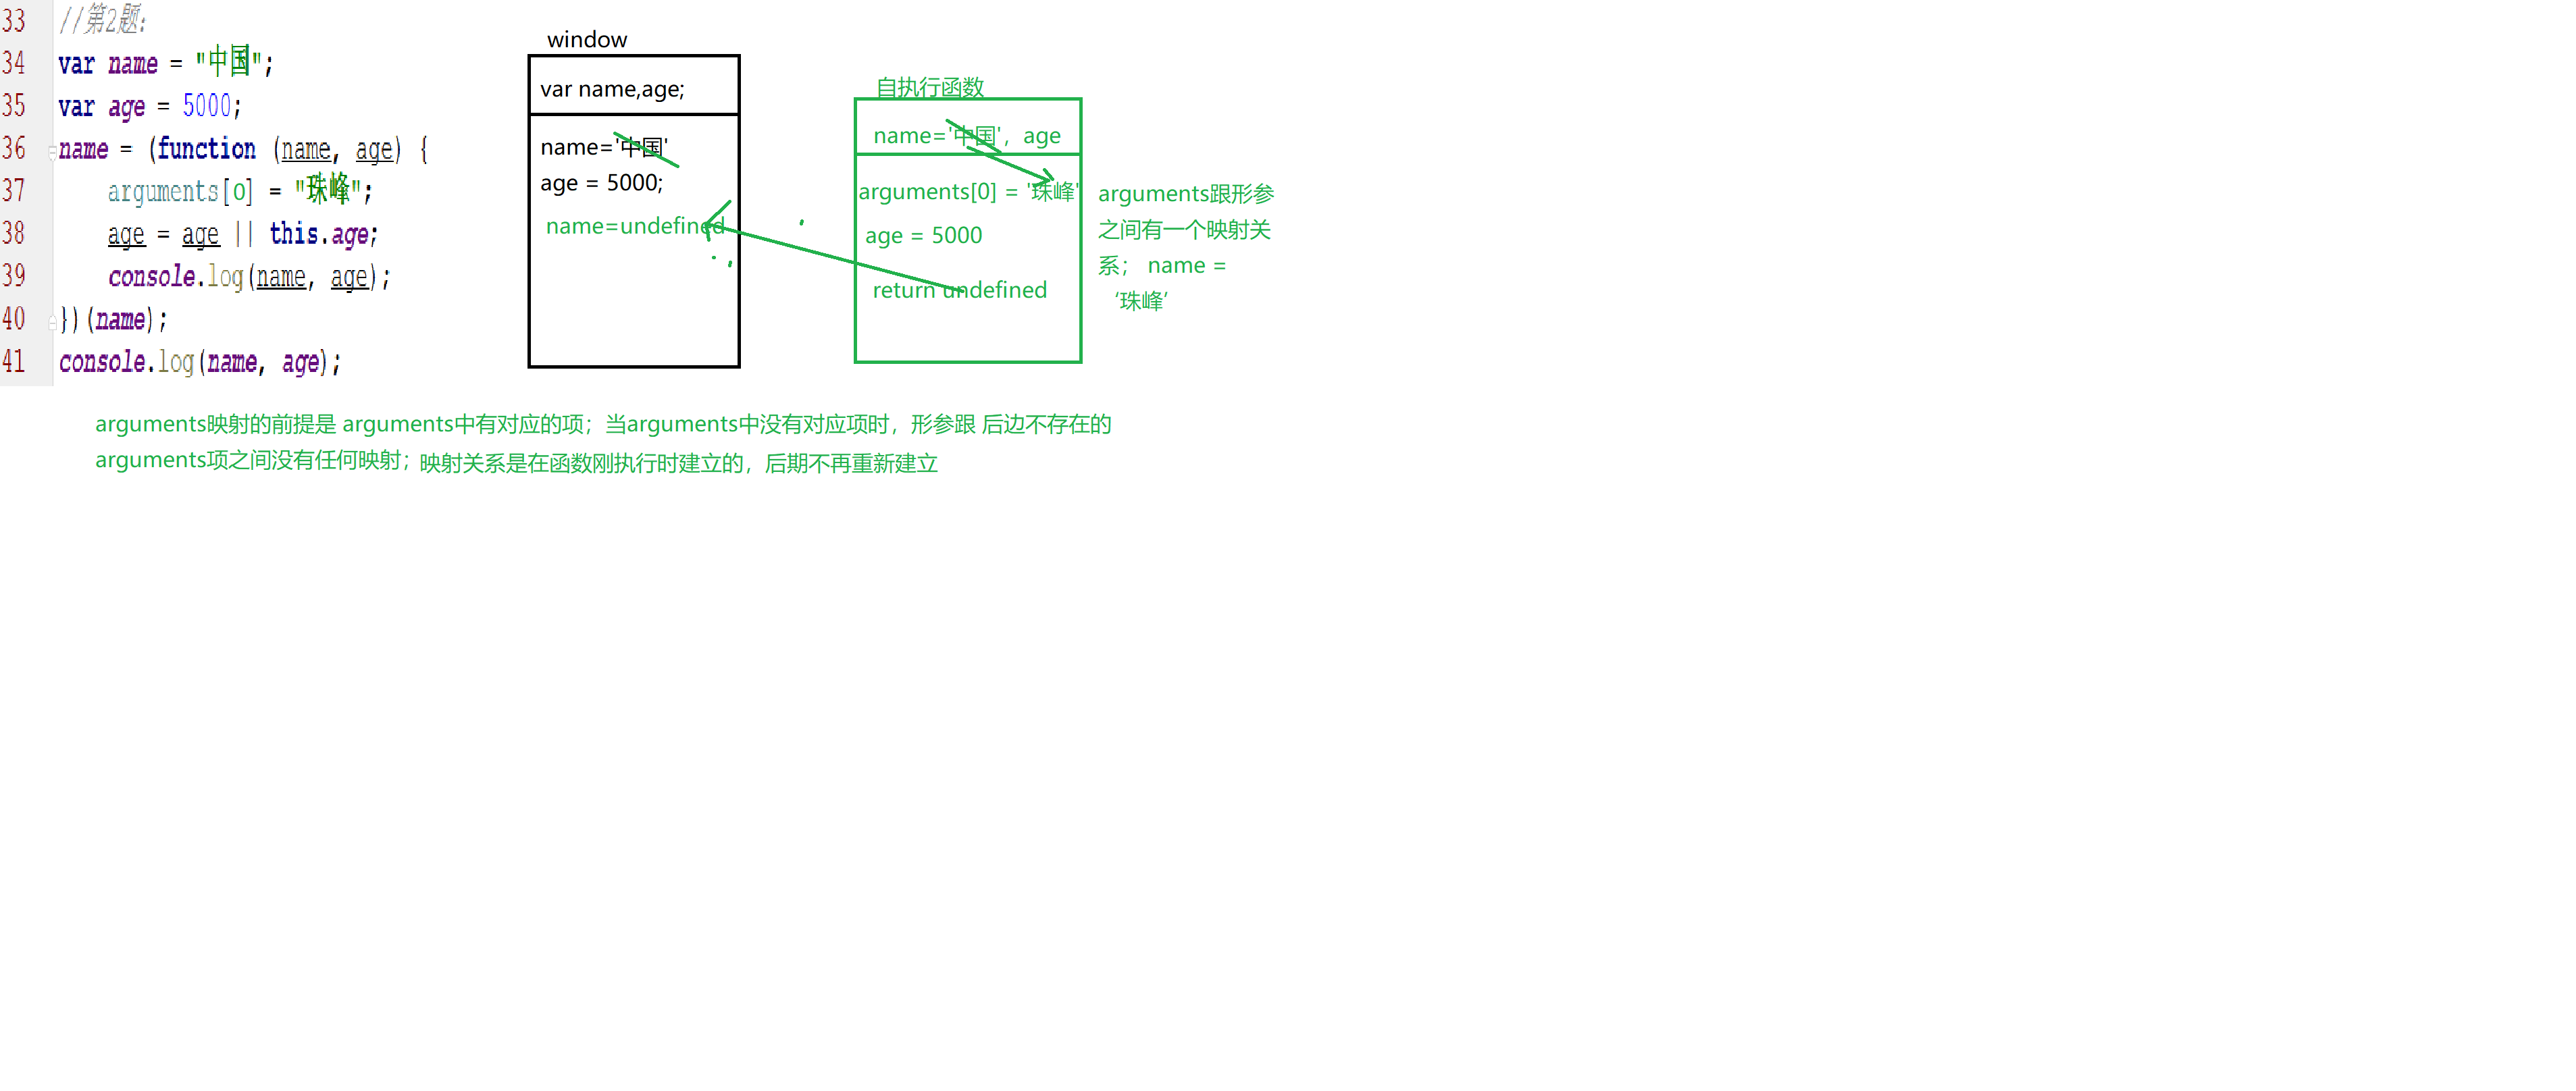 33 //第2题:
34 var name = "中国";
35 var age = 5000;
36 name = (function (name, age) {
37 arguments[0] = "珠峰";
38 age = age || this.age;
39 console.log(name, age);
40 })(name);
41 console.log(name, age);
window
var name,age;
name='中国'
age = 5000;
name=undefined
自执行函数
name='中国', age
arguments[0] = '珠峰'
age = 5000
return undefined
arguments跟形参
之间有一个映射关
系； name =
‘珠峰’
arguments映射的前提是 arguments中有对应的项；当arguments中没有对应项时，形参跟 后边不存在的
arguments项之间没有任何映射；映射关系是在函数刚执行时建立的，后期不再重新建立